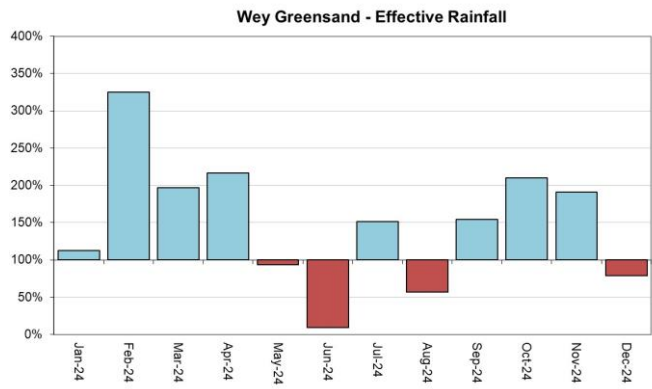 Wey Greensand - Effective Rainfall
400%
350%
300%
250%
200%
150%
100%
50%
0%
Jan-24
Feb-24
Mar-24
Apr-24
May-24
Jun-24
Jul-24
Aug-24
Sep-24
Oct-24
Nov-24
Dec-24